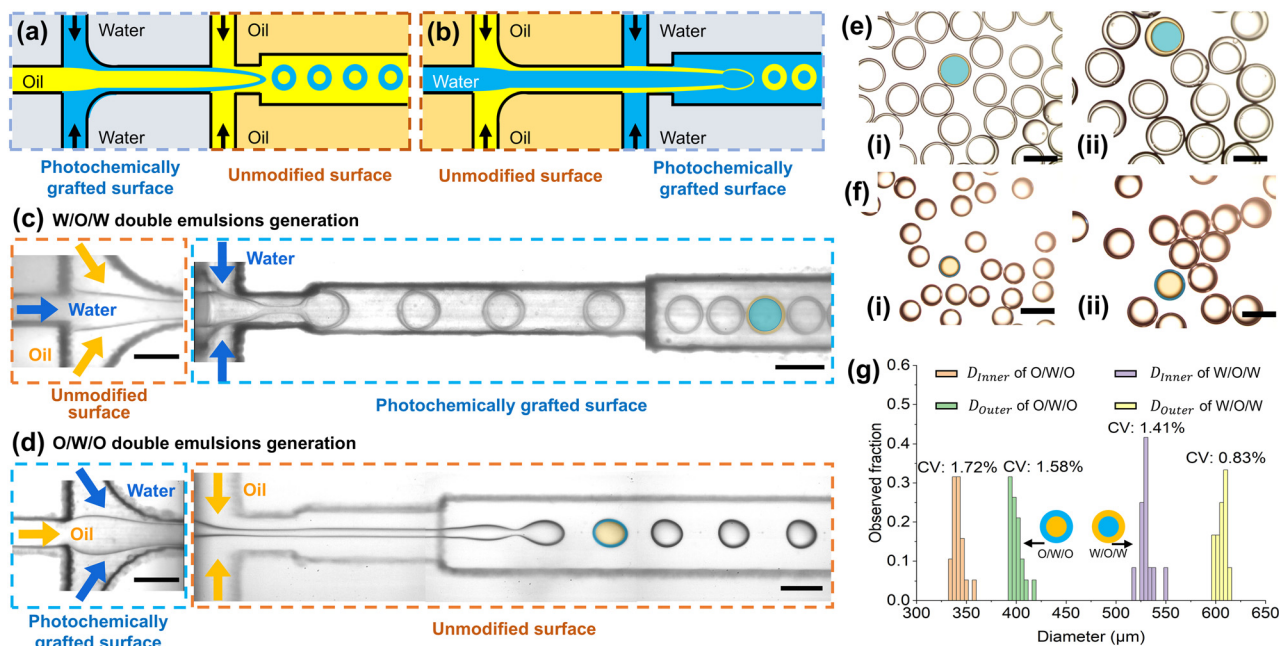 (a)
Water
Oil
Oil
Water
Oil
Photochemically
grafted surface
Unmodified surface
(b)
Oil
Water
Water
Oil
Water
Unmodified surface
Photochemically
grafted surface
(c) W/O/W double emulsions generation
Water
Oil
Water
Unmodified
surface
Photochemically grafted surface
(d) O/W/O double emulsions generation
Water
Oil
Oil
Photochemically
grafted surface
Unmodified surface
(e)
(i)
(ii)
(f)
(i)
(ii)
(g)
D_Inner of O/W/O
D_Inner of W/O/W
D_Outer of O/W/O
D_Outer of W/O/W
CV: 1.41%
CV: 1.72%
CV: 1.58%
CV: 0.83%
O/W/O
W/O/W
Observed fraction
0.6
0.5
0.4
0.3
0.2
0.1
0
300
350
400
450
500
550
600
650
Diameter (μm)